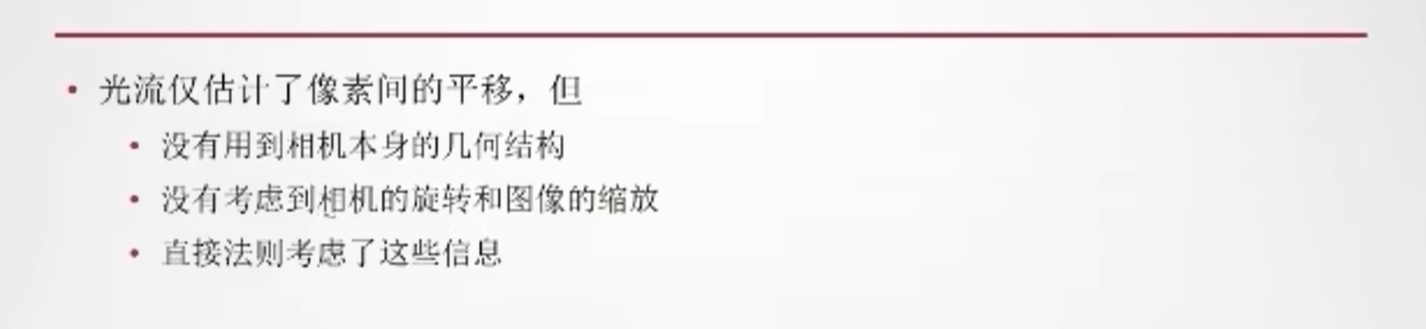 • 光流仅估计了像素间的平移，但
• 没有用到相机本身的几何结构
• 没有考虑到相机的旋转和图像的缩放
• 直接法则考虑了这些信息